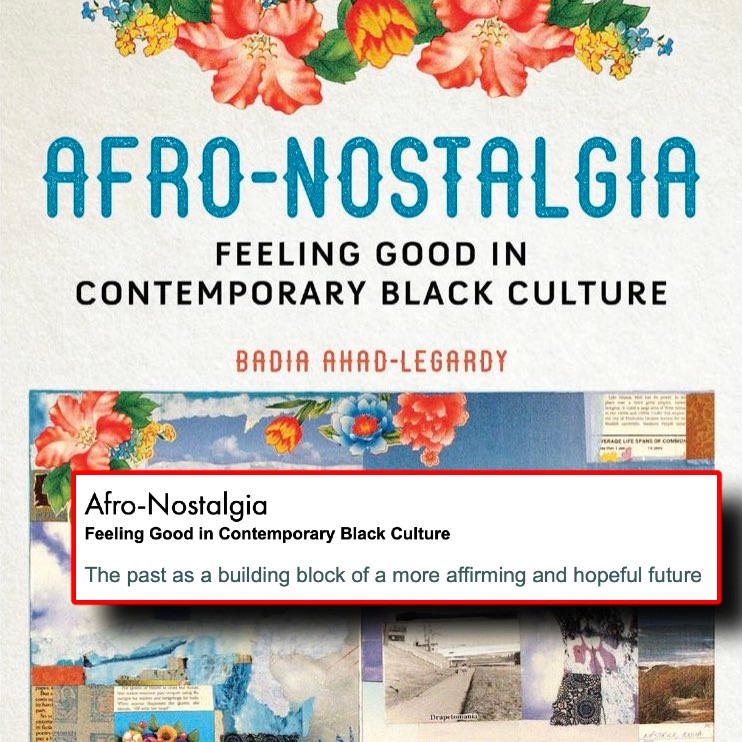 AFRO-NOSTALGIA
FEELING GOOD IN
CONTEMPORARY BLACK CULTURE
BADIA AHAD-LEGARDY
AVERAGE LIFE SPANS OF COMMON
Afro-Nostalgia
Feeling Good in Contemporary Black Culture
The past as a building block of a more affirming and hopeful future
Drapetomania